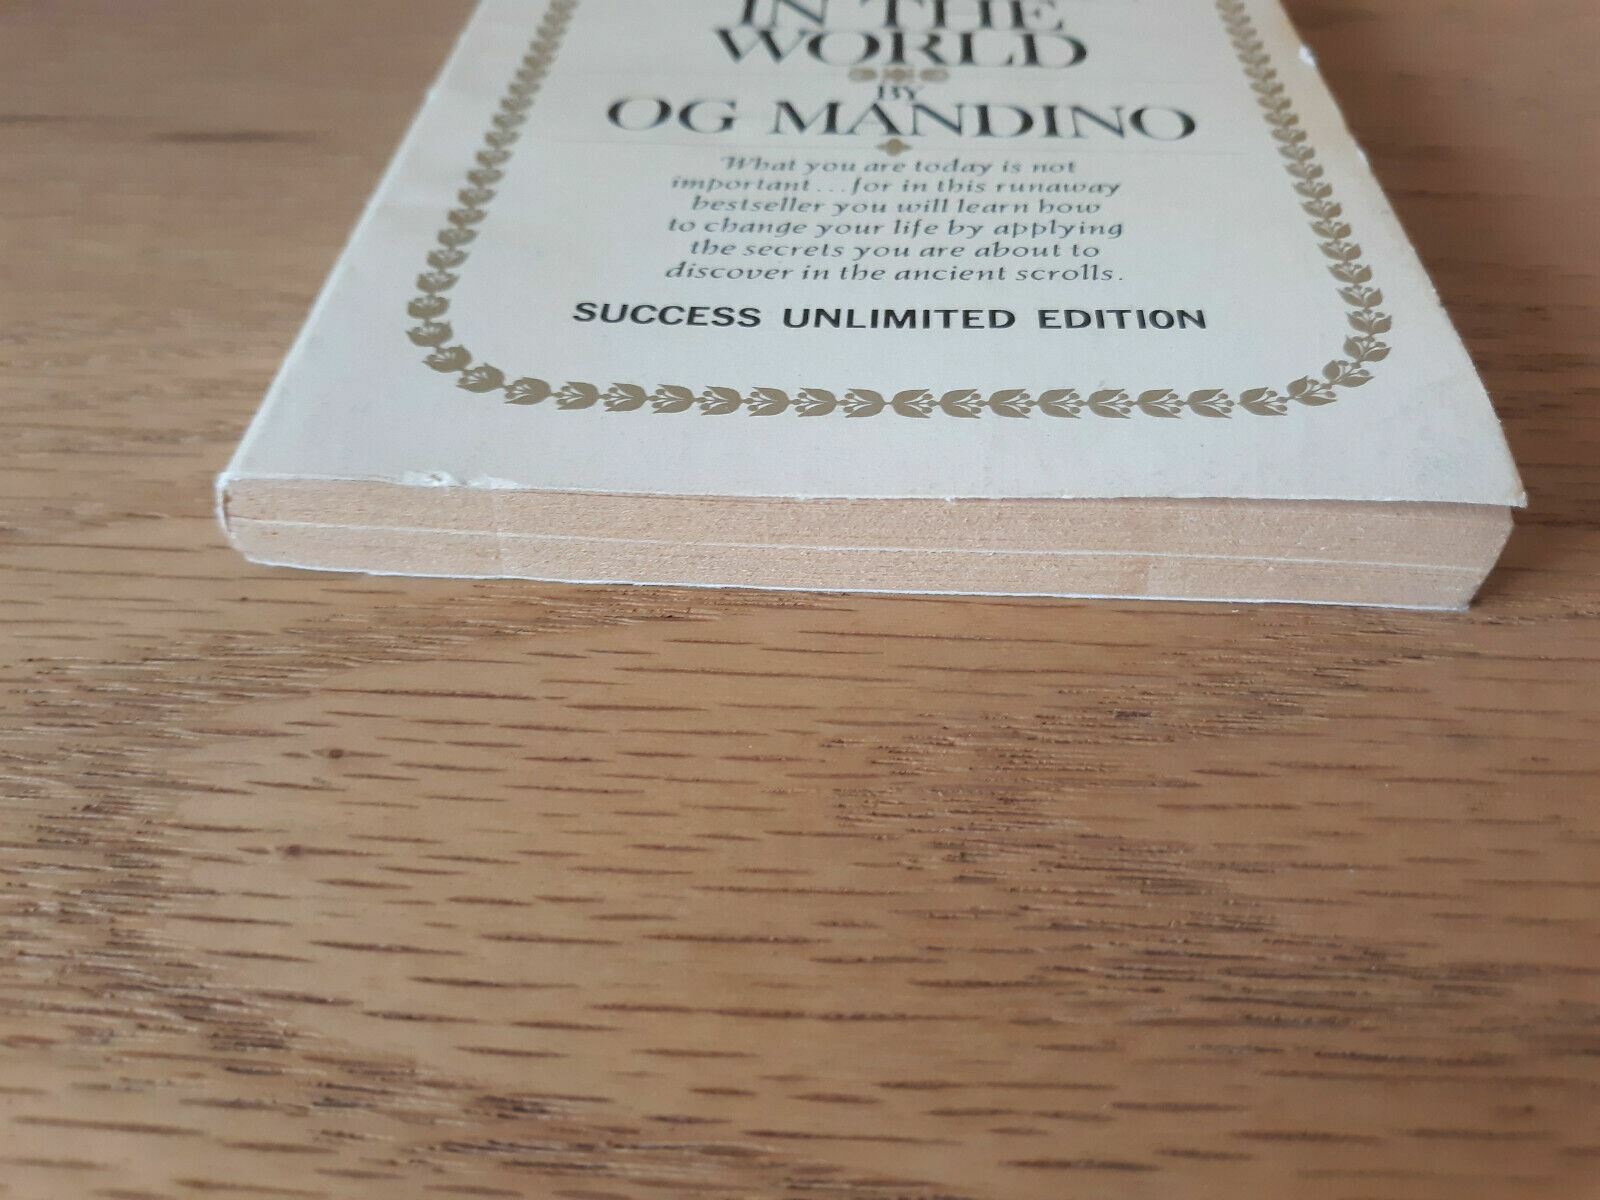 IN THE
WORLD
BY
OG MANDINO
What you are today is not
important...for in this runaway
bestseller you will learn how
to change your life by applying
the secrets you are about to
discover in the ancient scrolls.
SUCCESS UNLIMITED EDITION